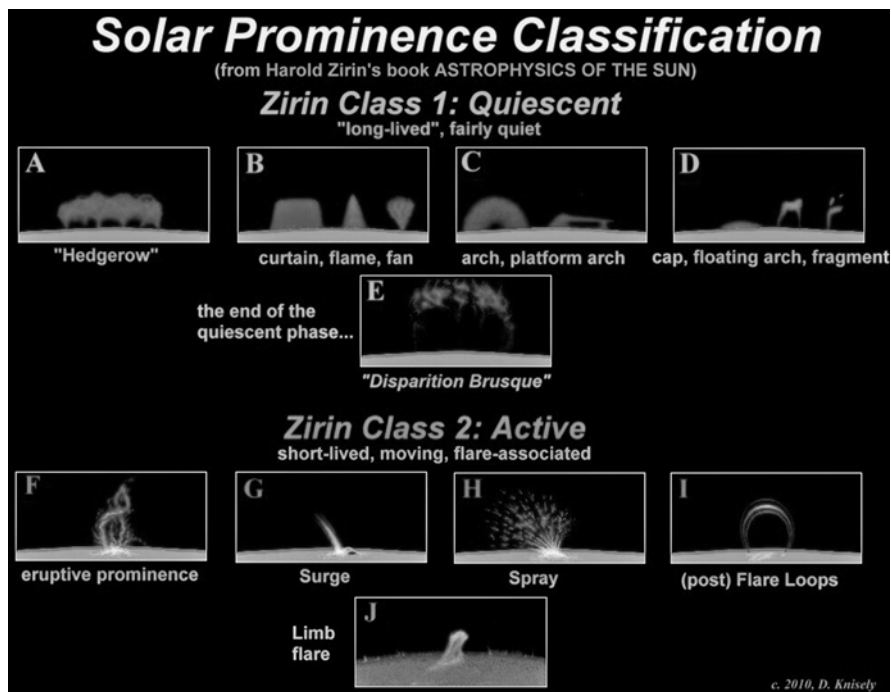 Solar Prominence Classification
(from Harold Zirin's book ASTROPHYSICS OF THE SUN)
Zirin Class 1: Quiescent
"long-lived", fairly quiet
A
B
C
D
"Hedgerow"
curtain, flame, fan
arch, platform arch
cap, floating arch, fragment
the end of the
quiescent phase...
E
"Disparition Brusque"
Zirin Class 2: Active
short-lived, moving, flare-associated
F
G
H
I
eruptive prominence
Surge
Spray
(post) Flare Loops
Limb
flare
J
c. 2010, D. Knisely